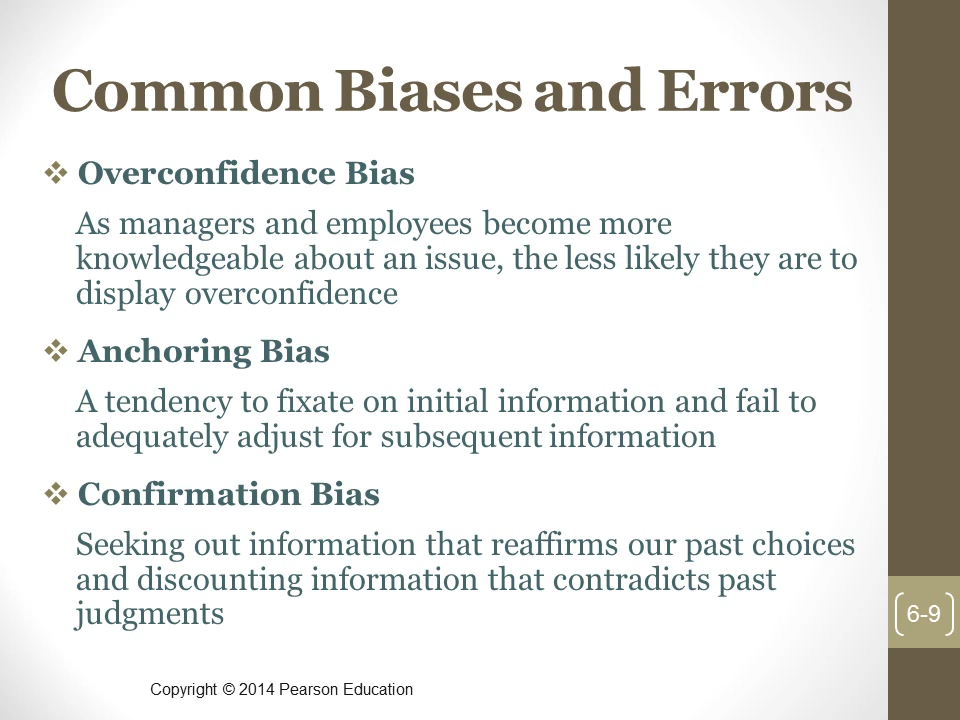 Common Biases and Errors
❖ Overconfidence Bias
As managers and employees become more
knowledgeable about an issue, the less likely they are to
display overconfidence
❖ Anchoring Bias
A tendency to fixate on initial information and fail to
adequately adjust for subsequent information
❖ Confirmation Bias
Seeking out information that reaffirms our past choices
and discounting information that contradicts past
judgments
6-9
Copyright © 2014 Pearson Education